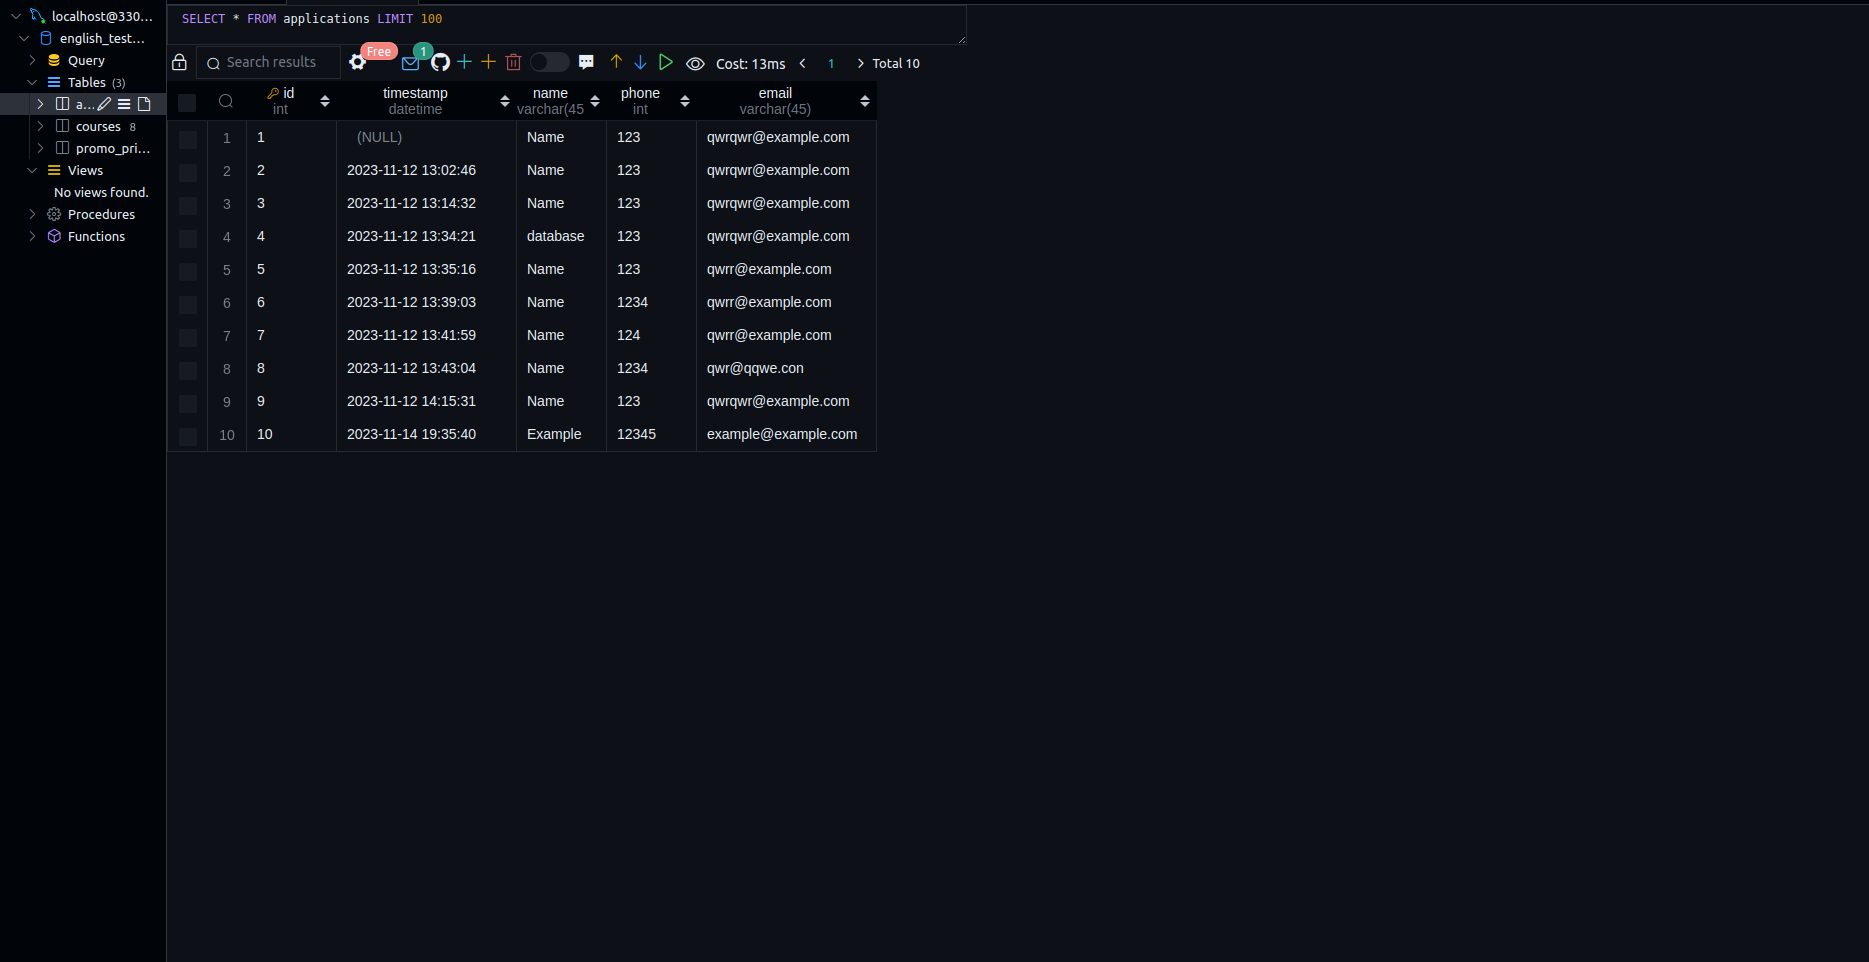 localhost@330...
english_test...
Query
Tables (3)
a...
courses 8
promo_pri...
Views
No views found.
Procedures
Functions
SELECT * FROM applications LIMIT 100
Search results Free 1 Cost: 13ms 1 Total 10
id timestamp name phone email
int datetime varchar(45 int varchar(45)
1 1 (NULL) Name 123 qwrqwr@example.com
2 2 2023-11-12 13:02:46 Name 123 qwrqwr@example.com
3 3 2023-11-12 13:14:32 Name 123 qwrqwr@example.com
4 4 2023-11-12 13:34:21 database 123 qwrqwr@example.com
5 5 2023-11-12 13:35:16 Name 123 qwrr@example.com
6 6 2023-11-12 13:39:03 Name 1234 qwrr@example.com
7 7 2023-11-12 13:41:59 Name 124 qwrr@example.com
8 8 2023-11-12 13:43:04 Name 1234 qwr@qqwe.con
9 9 2023-11-12 14:15:31 Name 123 qwrqwr@example.com
10 10 2023-11-14 19:35:40 Example 12345 example@example.com